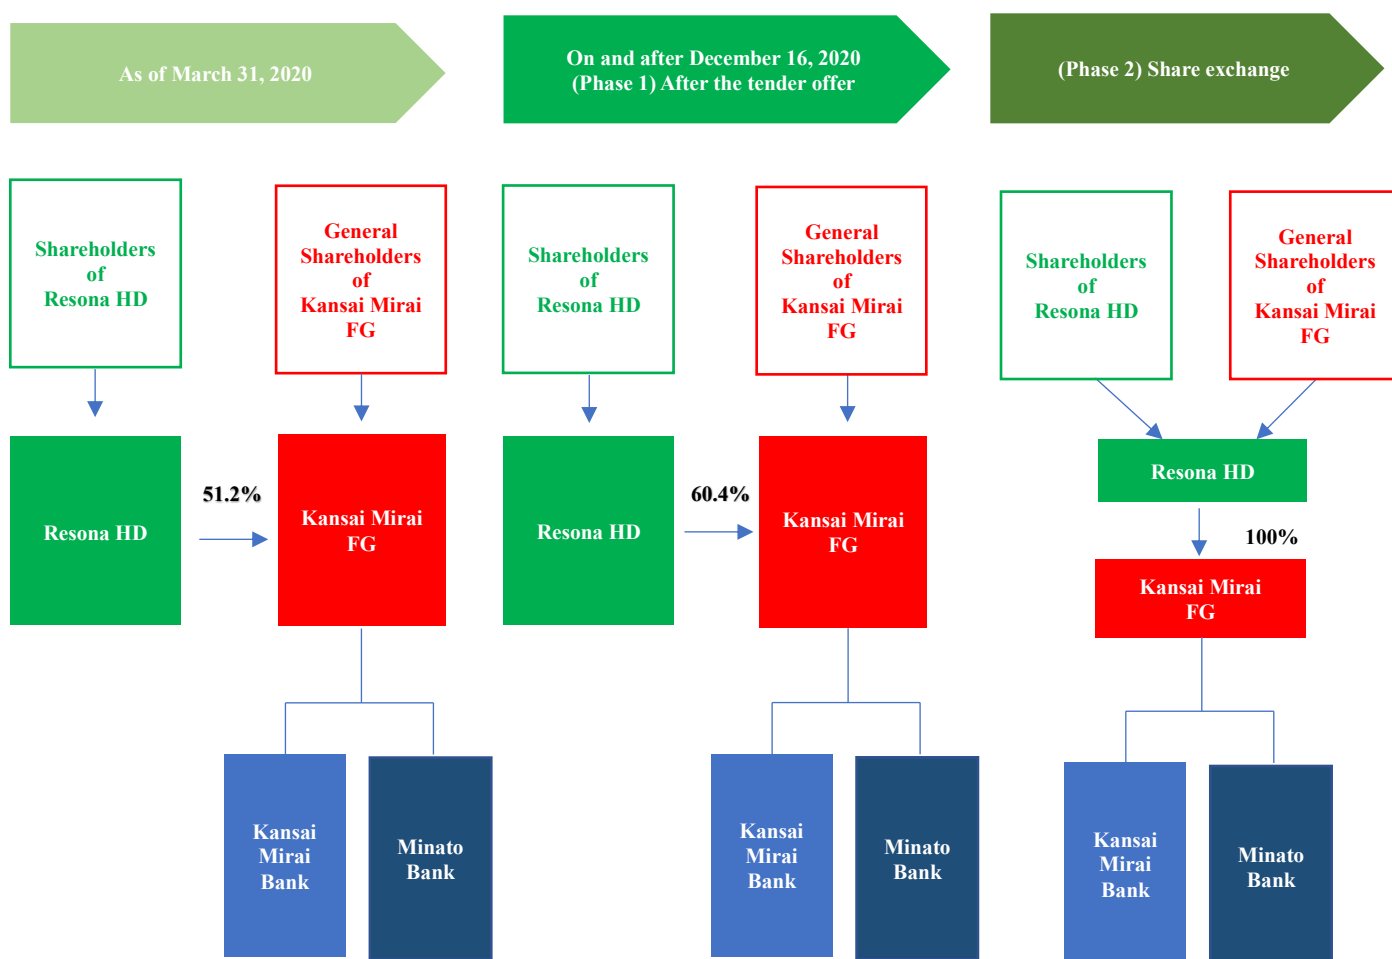 As of March 31, 2020
On and after December 16, 2020
(Phase 1) After the tender offer
(Phase 2) Share exchange
Shareholders
of
Resona HD
General
Shareholders
of
Kansai Mirai
FG
Resona HD
51.2%
Kansai Mirai
FG
Kansai
Mirai
Bank
Minato
Bank
Shareholders
of
Resona HD
General
Shareholders
of
Kansai Mirai
FG
Resona HD
60.4%
Kansai Mirai
FG
Kansai
Mirai
Bank
Minato
Bank
Shareholders
of
Resona HD
General
Shareholders
of
Kansai Mirai
FG
Resona HD
100%
Kansai Mirai
FG
Kansai
Mirai
Bank
Minato
Bank